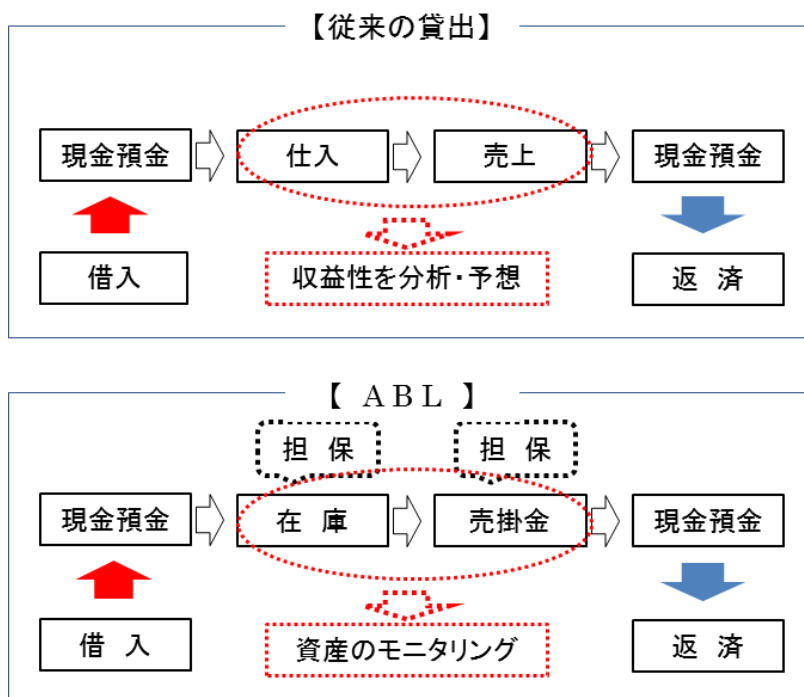 【従来の貸出】
現金預金
仕入
売上
現金預金
借入
収益性を分析・予想
返 済
【 ABL 】
担 保
担 保
現金預金
在 庫
売掛金
現金預金
借 入
資産のモニタリング
返 済